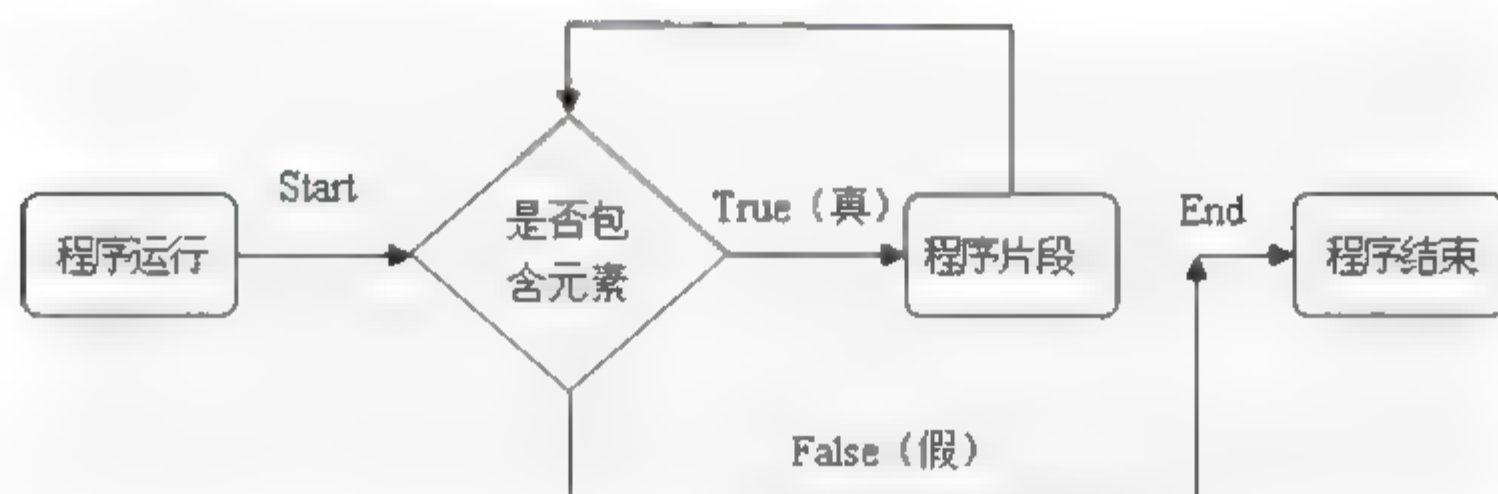 程序运行
Start
是否包
含元素
True（真）
程序片段
End
程序结束
False（假）